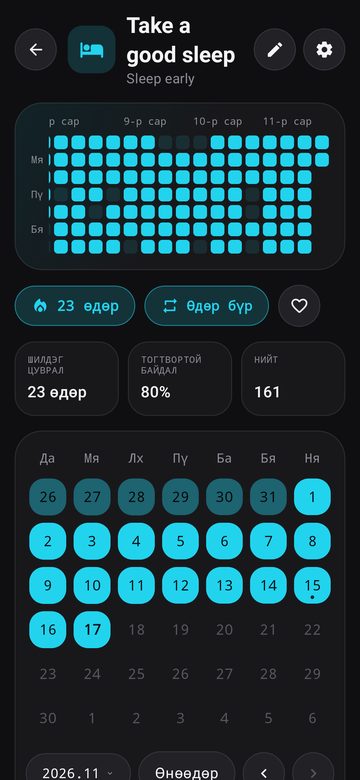 Take a
good sleep
Sleep early
р сар 9-р сар 10-р сар 11-р сар
Мя
Пү
Бя
23 өдөр Өдөр бүр
ШИЛДЭГ ТОГТВОРТОЙ НИЙТ
ЦУВРАЛ БАЙДАЛ
23 өдөр 80% 161
Да Мя Лх Пү Ба Бя Ня
26 27 28 29 30 31 1
2 3 4 5 6 7 8
9 10 11 12 13 14 15
16 17 18 19 20 21 22
23 24 25 26 27 28 29
30 1 2 3 4 5 6
2026.11 Өнөөдөр